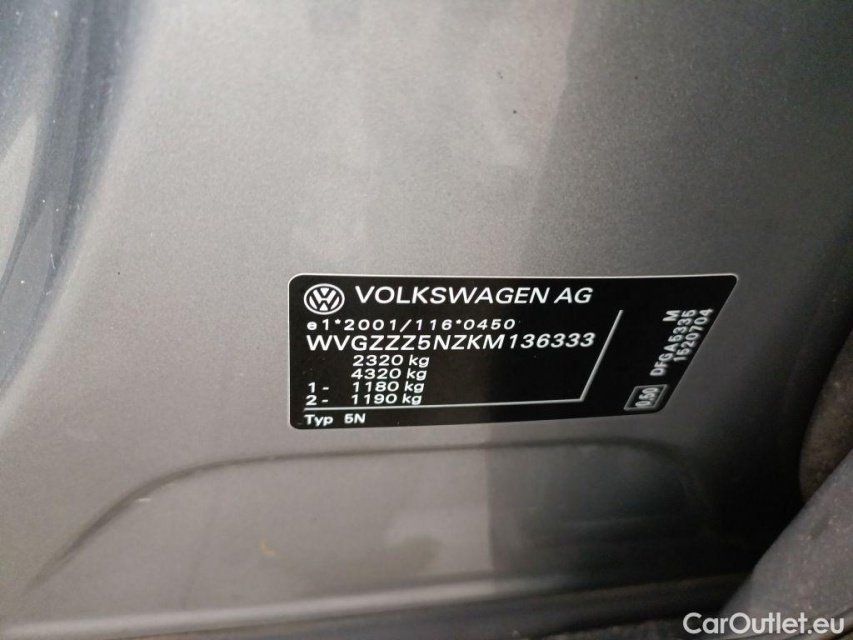 VOLKSWAGEN AG
e1*2001/116*0450
WVGZZZ5NZKM136333
2320 kg
4320 kg
1- 1180 kg
2- 1190 kg
Typ 5N
0.50
DFGA5335 M
1520704
CarOutlet.eu